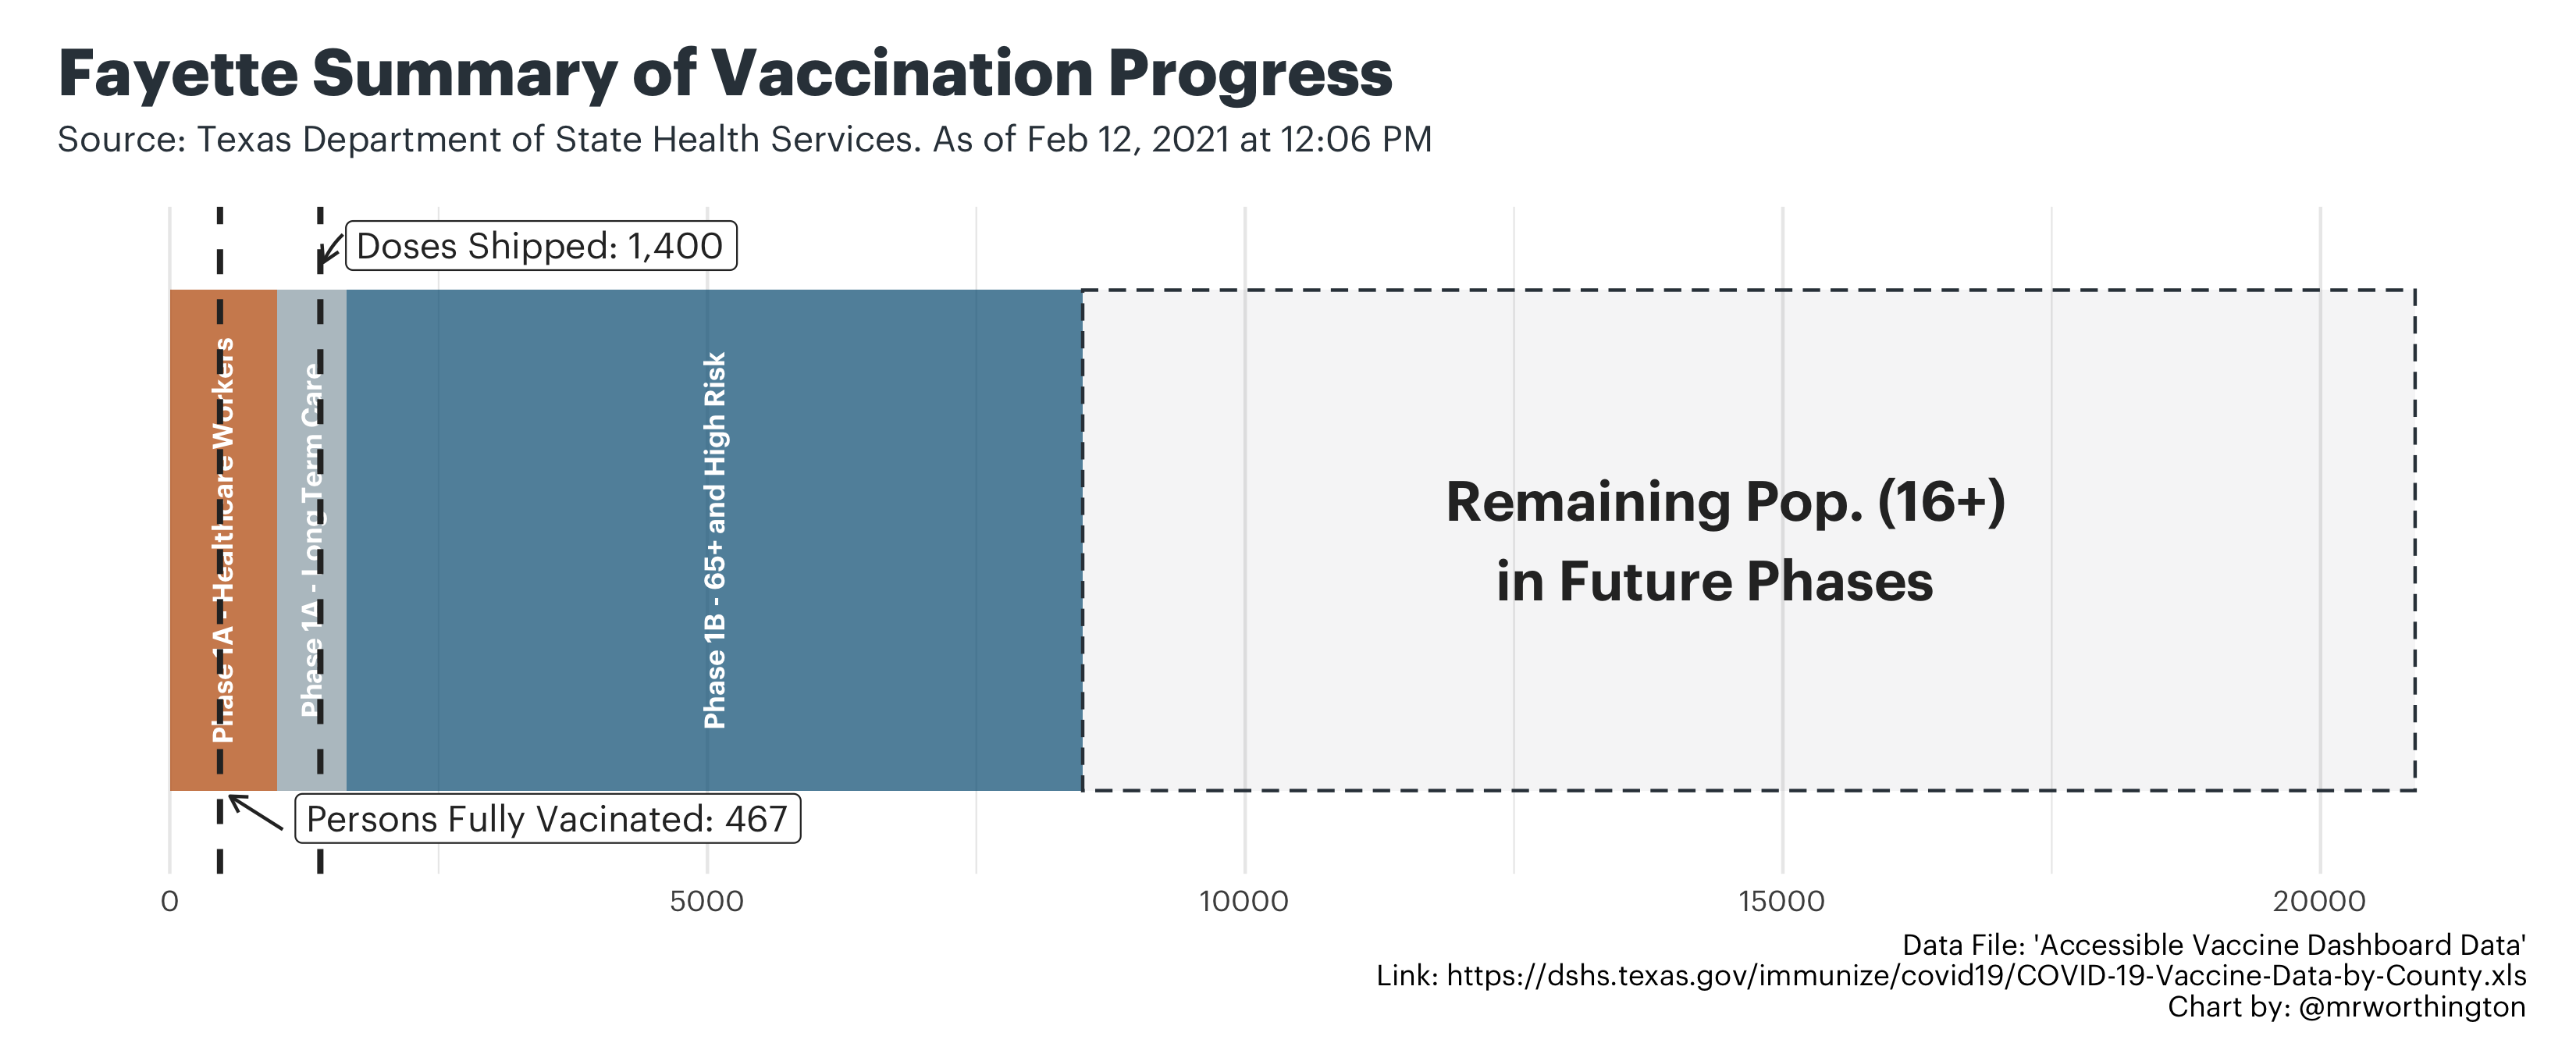 Fayette Summary of Vaccination Progress
Source: Texas Department of State Health Services. As of Feb 12, 2021 at 12:06 PM
Doses Shipped: 1,400
Phase 1A - Healthcare Workers
Phase 1A - Long Term Care
Phase 1B - 65+ and High Risk
Remaining Pop. (16+)
in Future Phases
Persons Fully Vacinated: 467
0
5000
10000
15000
20000
Data File: 'Accessible Vaccine Dashboard Data'
Link: https://dshs.texas.gov/immunize/covid19/COVID-19-Vaccine-Data-by-County.xls
Chart by: @mrworthington